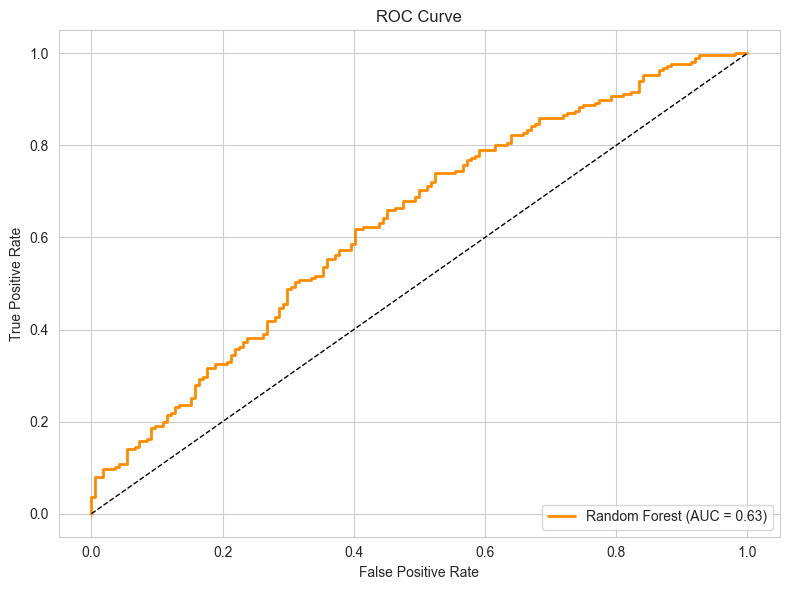 ROC Curve
True Positive Rate
1.0
0.8
0.6
0.4
0.2
0.0
Random Forest (AUC = 0.63)
0.0 0.2 0.4 0.6 0.8 1.0
False Positive Rate